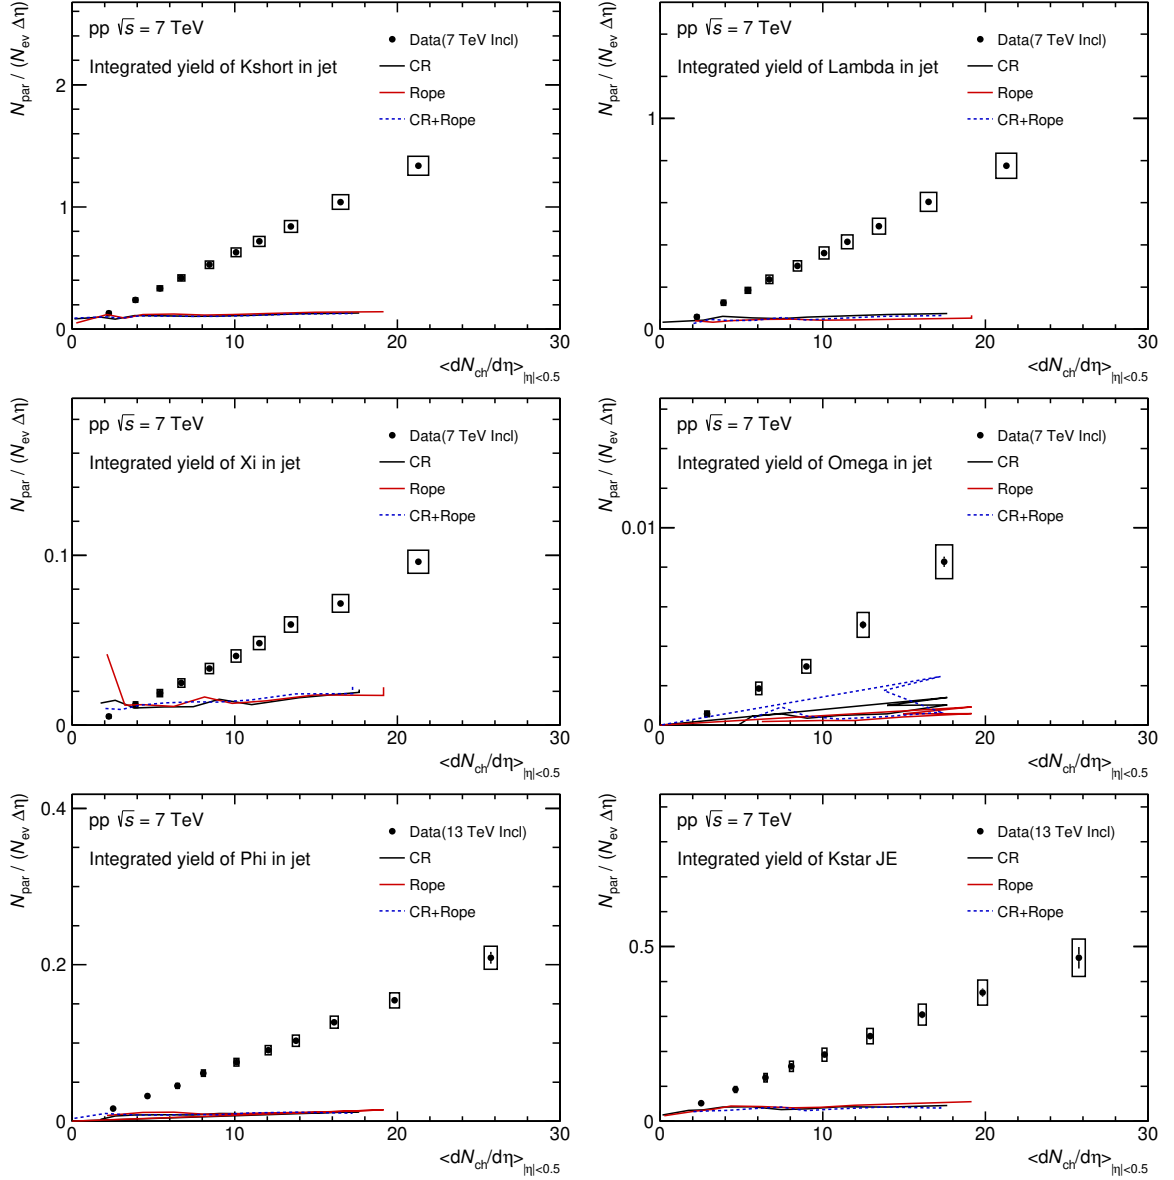 pp √s = 7 TeV
Integrated yield of Kshort in jet
Data(7 TeV Incl)
CR
Rope
CR+Rope
N_par / (N_ev Δη)
0
1
2
0
10
20
30
<dN_ch/dη>_|η|<0.5
pp √s = 7 TeV
Integrated yield of Lambda in jet
Data(7 TeV Incl)
CR
Rope
CR+Rope
N_par / (N_ev Δη)
0
1
0
10
20
30
<dN_ch/dη>_|η|<0.5
pp √s = 7 TeV
Integrated yield of Xi in jet
Data(7 TeV Incl)
CR
Rope
CR+Rope
N_par / (N_ev Δη)
0
0.1
0
10
20
30
<dN_ch/dη>_|η|<0.5
pp √s = 7 TeV
Integrated yield of Omega in jet
Data(7 TeV Incl)
CR
Rope
CR+Rope
N_par / (N_ev Δη)
0
0.01
0
10
20
30
<dN_ch/dη>_|η|<0.5
pp √s = 7 TeV
Integrated yield of Phi in jet
Data(13 TeV Incl)
CR
Rope
CR+Rope
N_par / (N_ev Δη)
0
0.2
0.4
0
10
20
30
<dN_ch/dη>_|η|<0.5
pp √s = 7 TeV
Integrated yield of Kstar JE
Data(13 TeV Incl)
CR
Rope
CR+Rope
N_par / (N_ev Δη)
0
0.5
0
10
20
30
<dN_ch/dη>_|η|<0.5